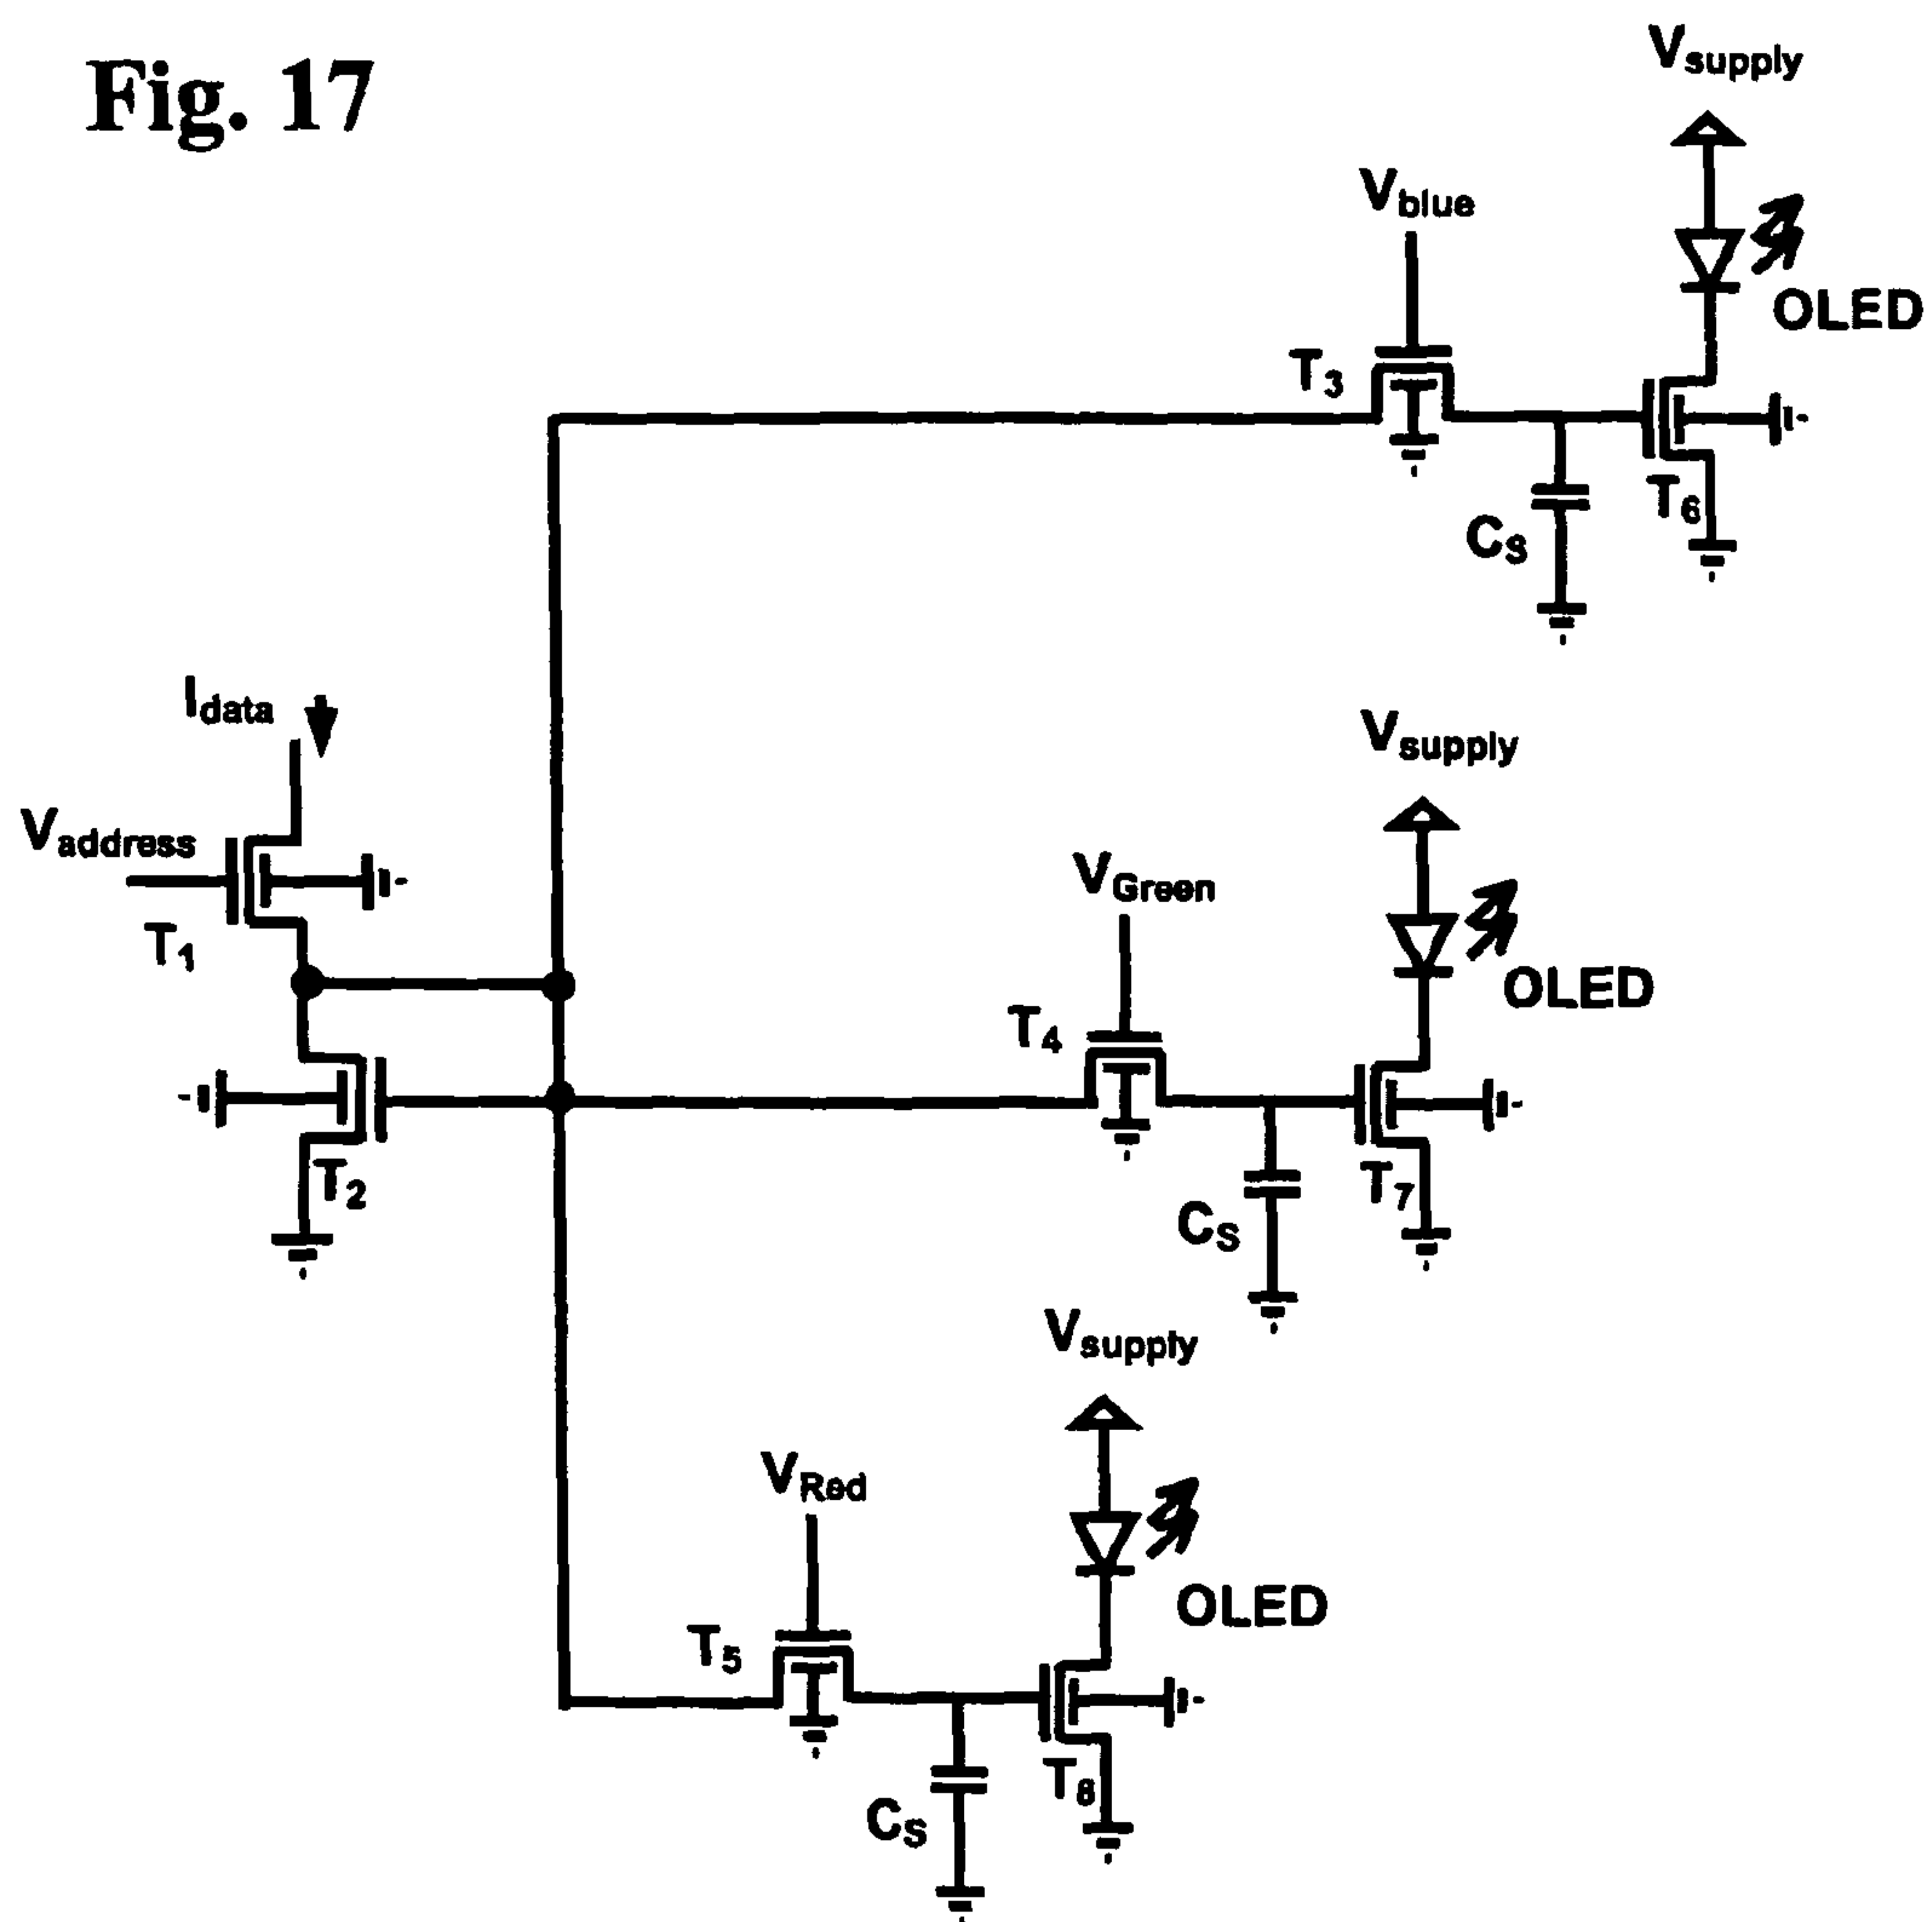 Fig. 17
Vsupply
Vblue
OLED
T3
T6
Cs
Idata
Vsupply
Vaddress
VGreen
T1
OLED
T4
T2
T7
Cs
Vsupply
VRed
OLED
T5
T8
Cs